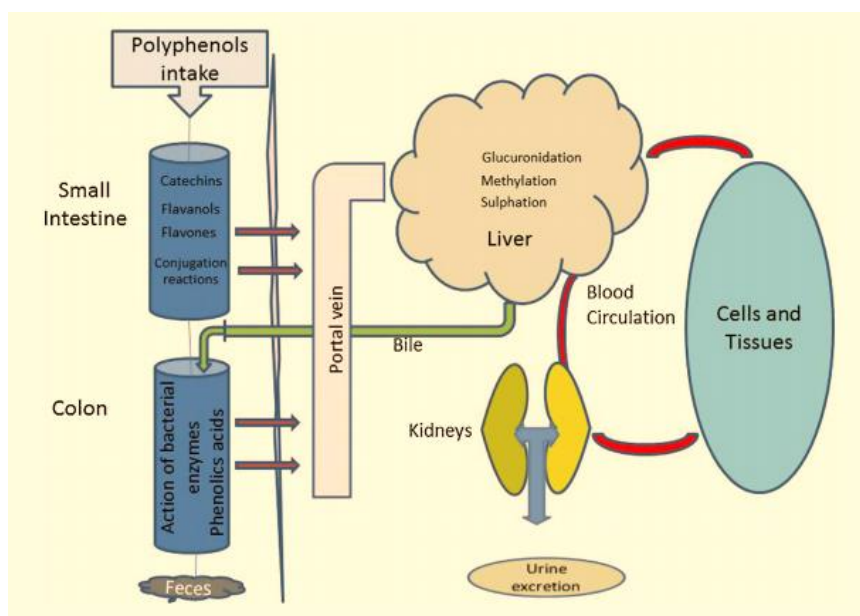 Polyphenols
intake
Small
Intestine
Catechins
Flavanols
Flavones
Conjugation
reactions
Glucuronidation
Methylation
Sulphation
Liver
Portal vein
Bile
Blood
Circulation
Cells and
Tissues
Colon
Action of bacterial
enzymes
Phenolics acids
Kidneys
Feces
Urine
excretion